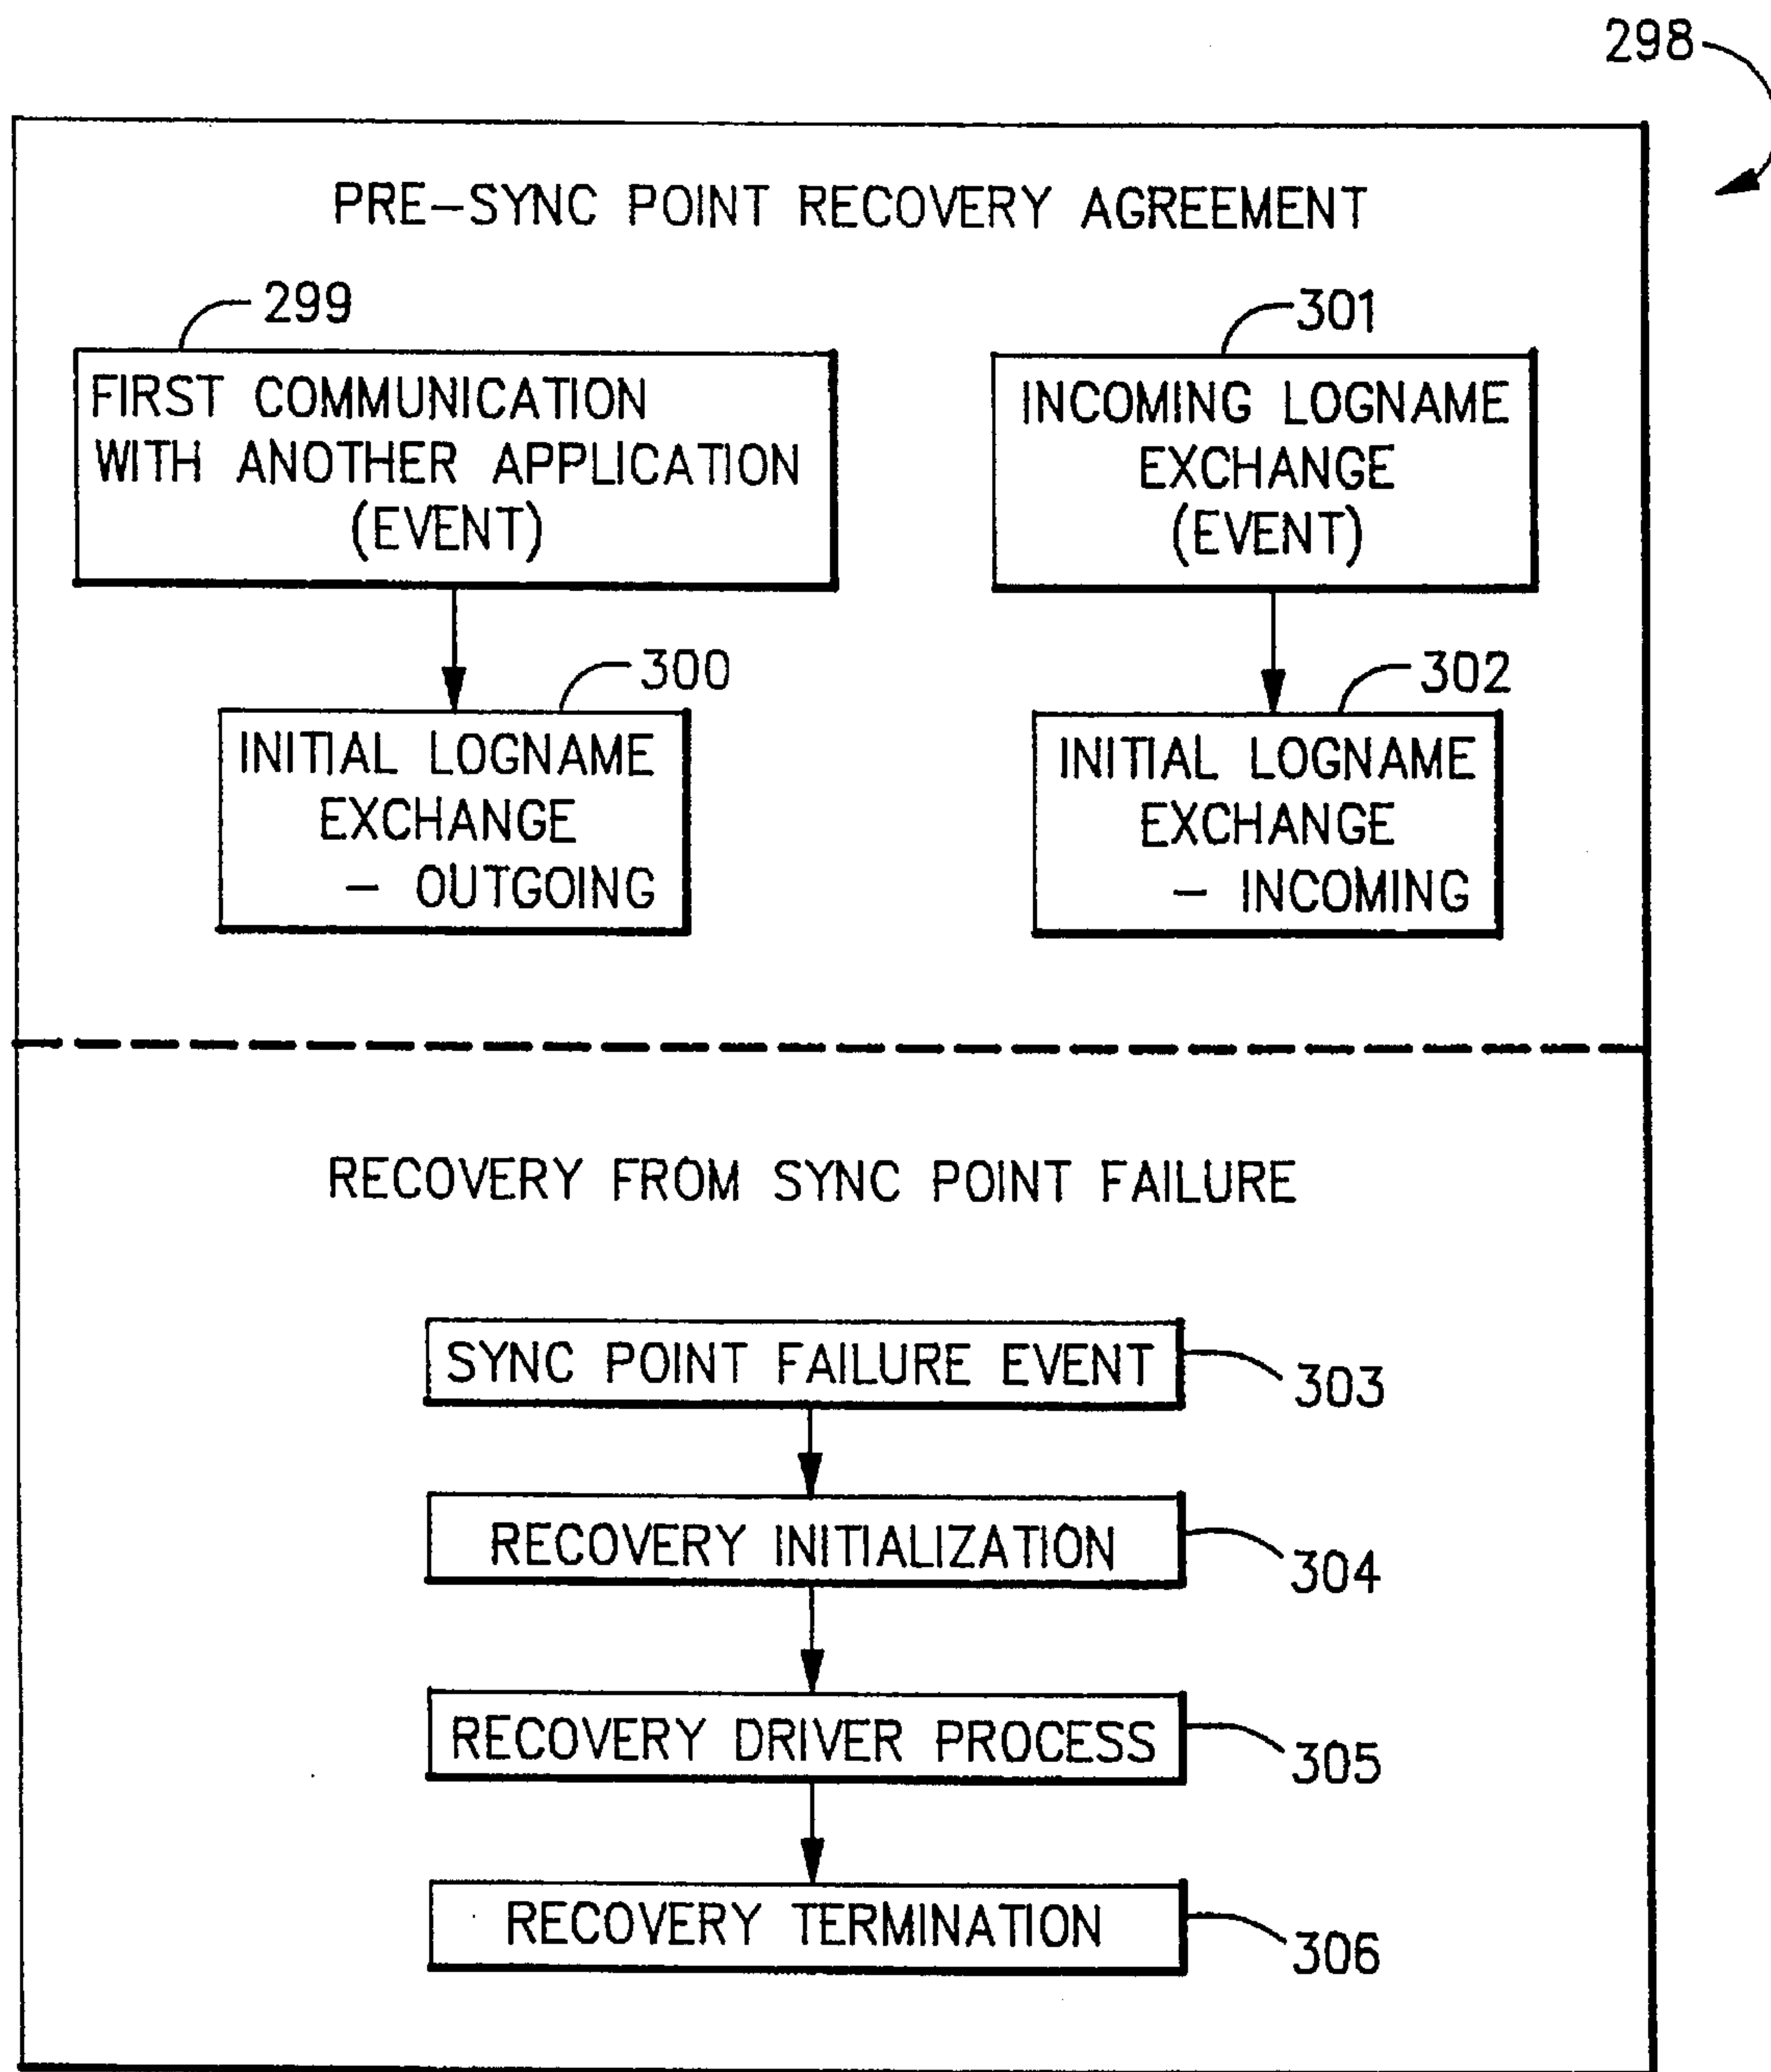 298
PRE-SYNC POINT RECOVERY AGREEMENT
299
FIRST COMMUNICATION
WITH ANOTHER APPLICATION
(EVENT)
301
INCOMING LOGNAME
EXCHANGE
(EVENT)
300
INITIAL LOGNAME
EXCHANGE
- OUTGOING
302
INITIAL LOGNAME
EXCHANGE
- INCOMING
RECOVERY FROM SYNC POINT FAILURE
SYNC POINT FAILURE EVENT
303
RECOVERY INITIALIZATION
304
RECOVERY DRIVER PROCESS
305
RECOVERY TERMINATION
306